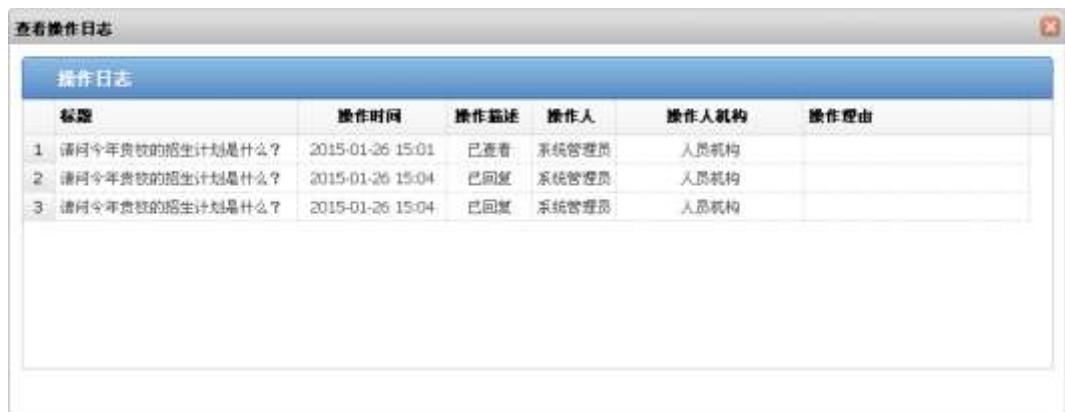 查看操作日志
操作日志
标题 操作时间 操作描述 操作人 操作人机构 操作理由
1 请问今年贵校的招生计划是什么? 2015-01-26 15:01 已查看 系统管理员 人员机构
2 请问今年贵校的招生计划是什么? 2015-01-26 15:04 已回复 系统管理员 人员机构
3 请问今年贵校的招生计划是什么? 2015-01-26 15:04 已回复 系统管理员 人员机构